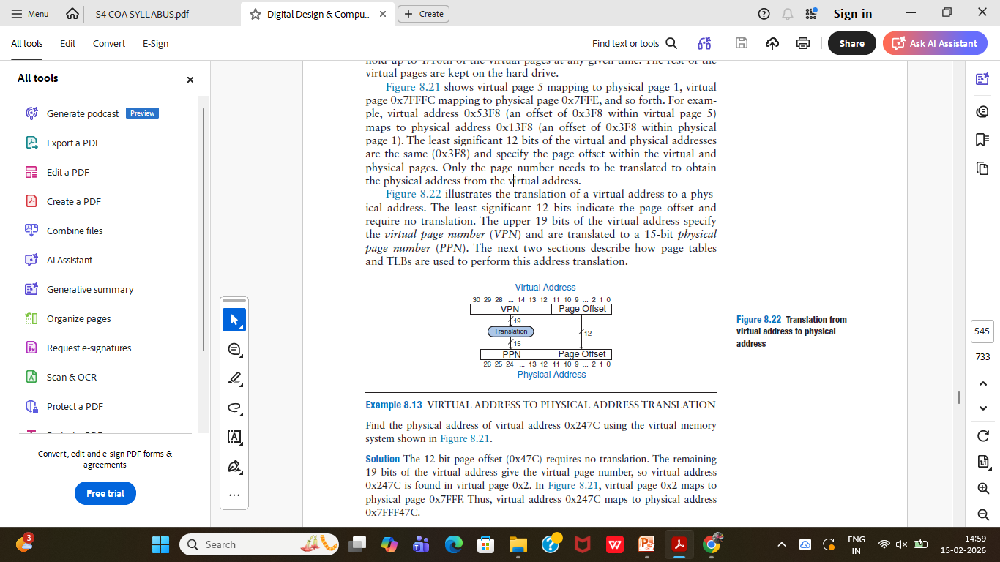 Menu
S4 COA SYLLABUS.pdf
Digital Design & Compu...
Create
Sign in
All tools
Edit
Convert
E-Sign
Find text or tools
Share
Ask AI Assistant
All tools
Generate podcast
Preview
Export a PDF
Edit a PDF
Create a PDF
Combine files
AI Assistant
Generative summary
Organize pages
Request e-signatures
Scan & OCR
Protect a PDF
Convert, edit and e-sign PDF forms &
agreements
Free trial
hold up to 1/16th of the virtual pages at any given time. The rest of the
virtual pages are kept on the hard drive.
Figure 8.21 shows virtual page 5 mapping to physical page 1, virtual
page 0x7FFFC mapping to physical page 0x7FFE, and so forth. For exam-
ple, virtual address 0x53F8 (an offset of 0x3F8 within virtual page 5)
maps to physical address 0x13F8 (an offset of 0x3F8 within physical
page 1). The least significant 12 bits of the virtual and physical addresses
are the same (0x3F8) and specify the page offset within the virtual and
physical pages. Only the page number needs to be translated to obtain
the physical address from the virtual address.
Figure 8.22 illustrates the translation of a virtual address to a phys-
ical address. The least significant 12 bits indicate the page offset and
require no translation. The upper 19 bits of the virtual address specify
the virtual page number (VPN) and are translated to a 15-bit physical
page number (PPN). The next two sections describe how page tables
and TLBs are used to perform this address translation.
Virtual Address
30 29 28 ... 14 13 12 11 10 9 ... 2 1 0
VPN Page Offset
19
Translation
12
15
PPN Page Offset
26 25 24 ... 13 12 11 10 9 ... 2 1 0
Physical Address
Figure 8.22 Translation from
virtual address to physical
address
Example 8.13 VIRTUAL ADDRESS TO PHYSICAL ADDRESS TRANSLATION
Find the physical address of virtual address 0x247C using the virtual memory
system shown in Figure 8.21.
Solution The 12-bit page offset (0x47C) requires no translation. The remaining
19 bits of the virtual address give the virtual page number, so virtual address
0x247C is found in virtual page 0x2. In Figure 8.21, virtual page 0x2 maps to
physical page 0x7FFF. Thus, virtual address 0x247C maps to physical address
0x7FFF47C.
545
733
1:1
3
Search
ENG
IN
14:59
15-02-2026